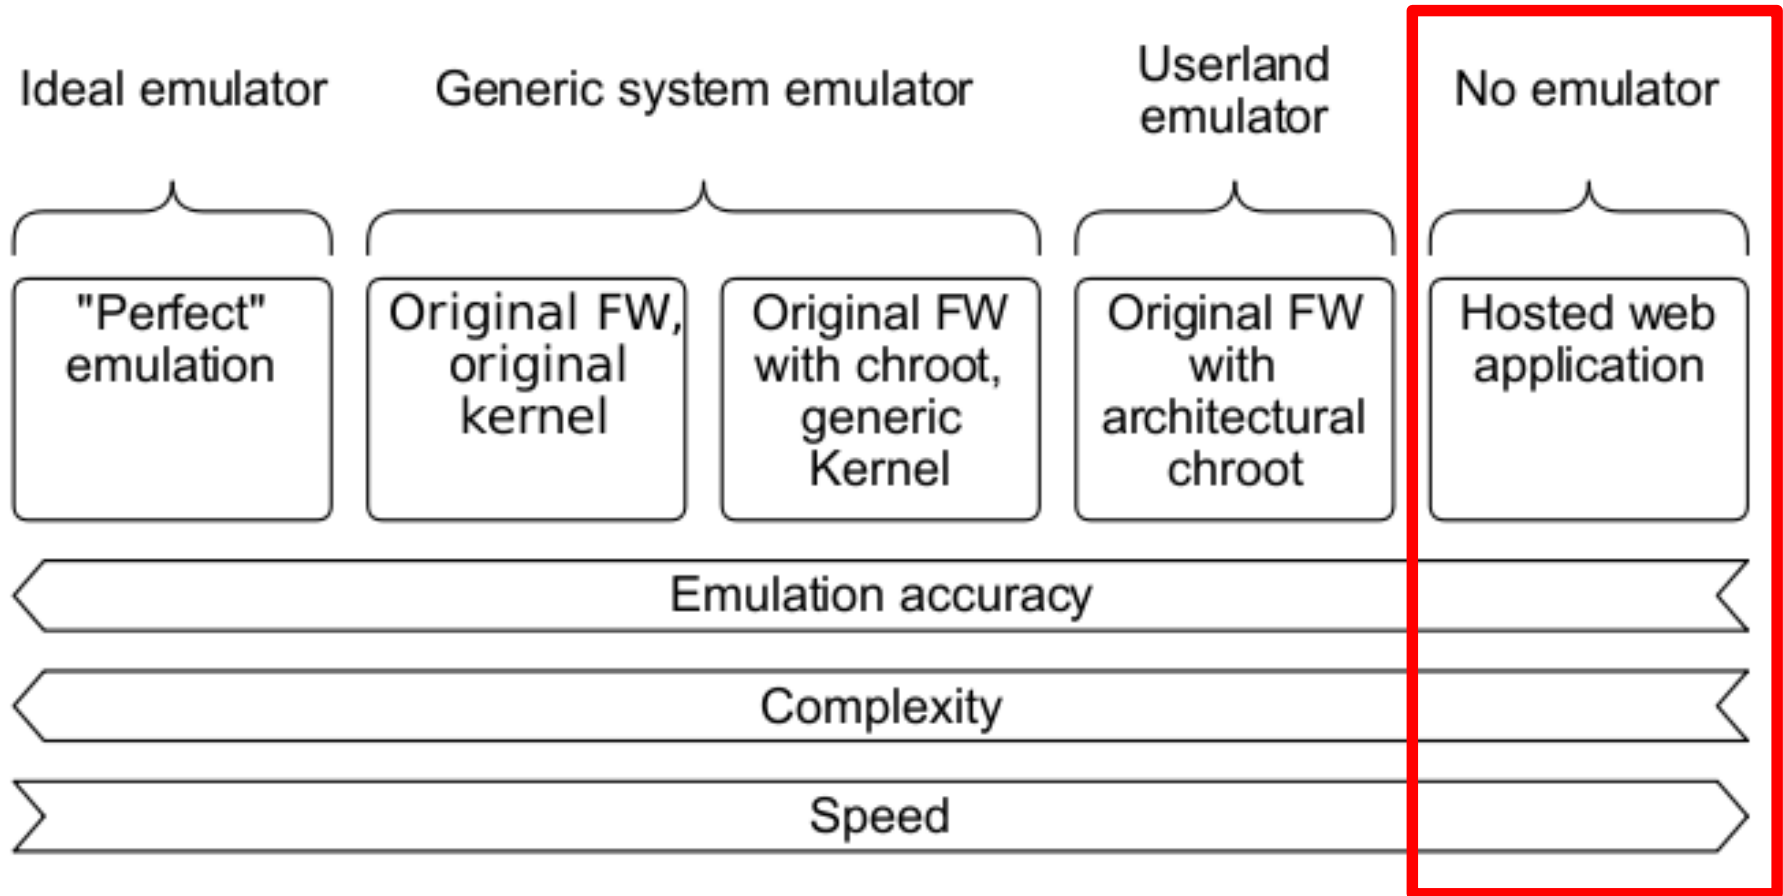 Ideal emulator
Generic system emulator
Userland
emulator
No emulator
"Perfect"
emulation
Original FW,
original
kernel
Original FW
with chroot,
generic
Kernel
Original FW
with
architectural
chroot
Hosted web
application
Emulation accuracy
Complexity
Speed